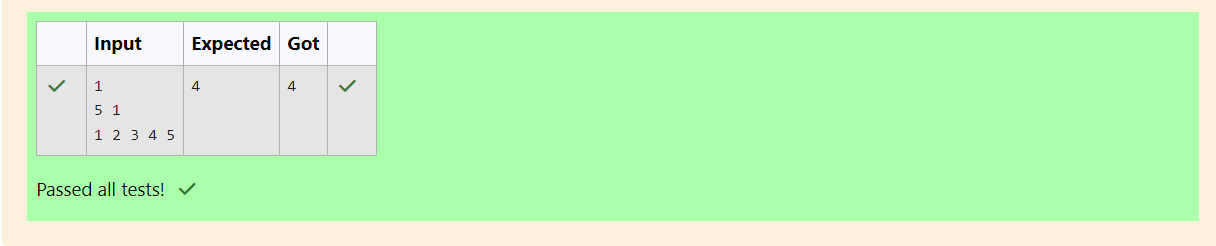 Input Expected Got
1 4 4
5 1
1 2 3 4 5
Passed all tests!